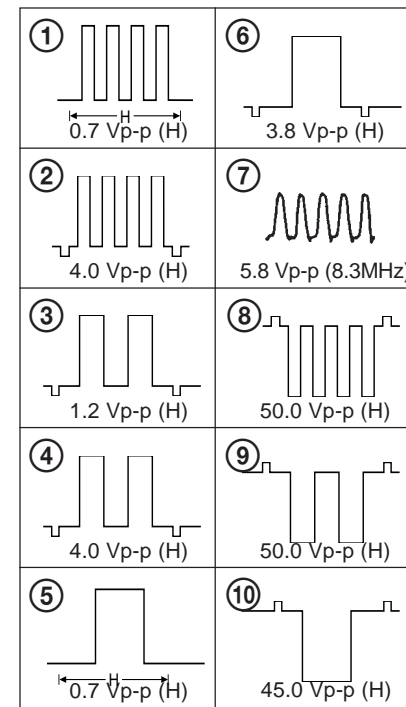 1
H
0.7 Vp-p (H)
2
4.0 Vp-p (H)
3
1.2 Vp-p (H)
4
4.0 Vp-p (H)
5
H
0.7 Vp-p (H)
6
3.8 Vp-p (H)
7
5.8 Vp-p (8.3MHz)
8
50.0 Vp-p (H)
9
50.0 Vp-p (H)
10
45.0 Vp-p (H)